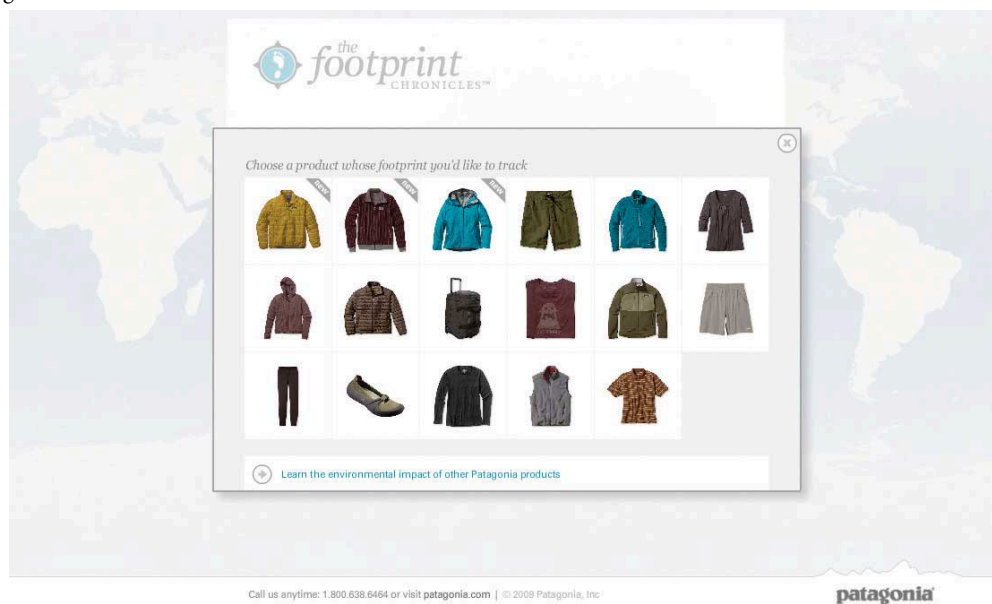 the
footprint
CHRONICLES™
Choose a product whose footprint you'd like to track
new
new
new
Learn the environmental impact of other Patagonia products
Call us anytime: 1.800.638.6464 or visit patagonia.com | © 2009 Patagonia, Inc
patagonia